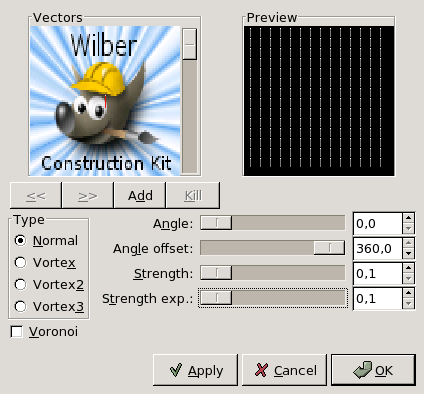 Vectors
Preview
Wilber
Construction Kit
<< >> Add Kill
Type
Normal
Vortex
Vortex2
Vortex3
Voronoi
Angle: 0,0
Angle offset: 360,0
Strength: 0,1
Strength exp.: 0,1
Apply Cancel OK